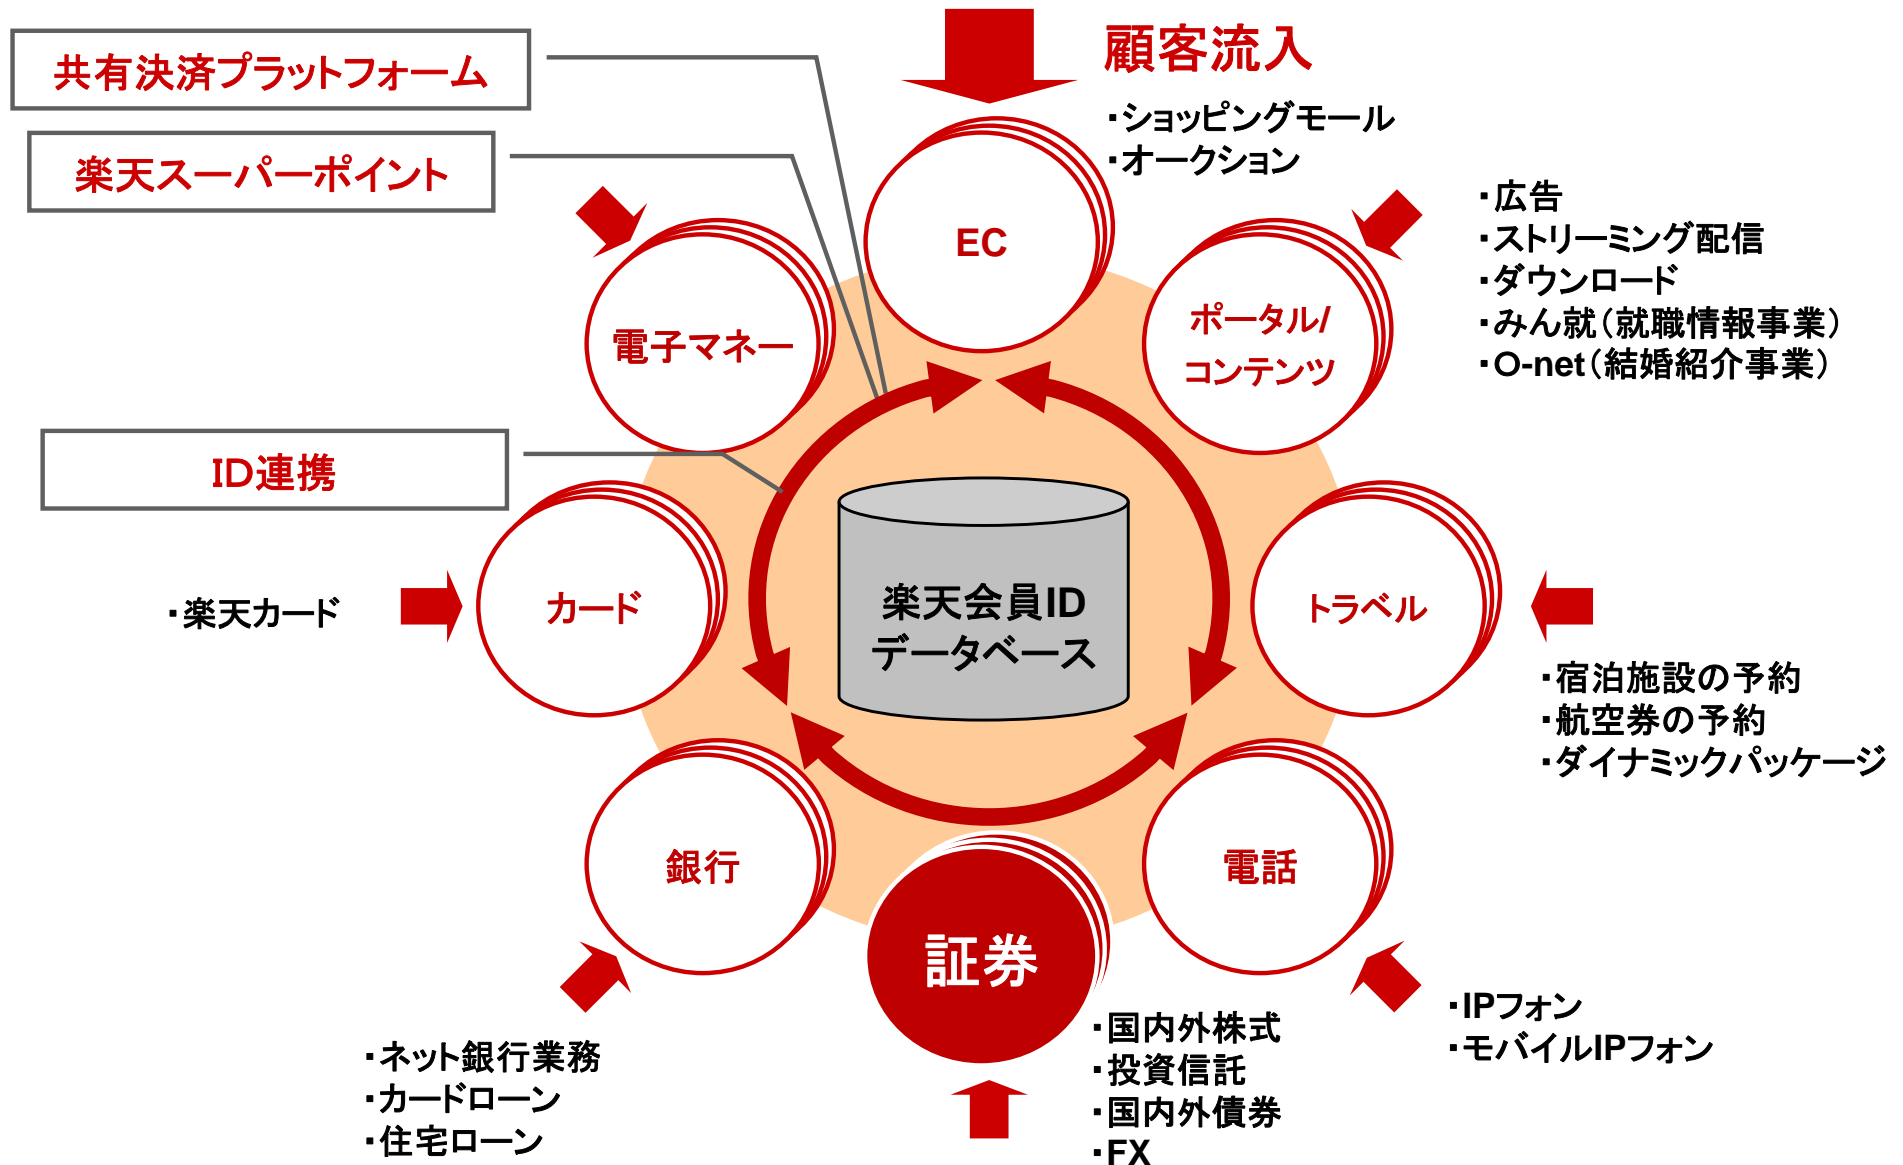 共有決済プラットフォーム
楽天スーパーポイント
ID連携
顧客流入
・ショッピングモール
・オークション
EC
・広告
・ストリーミング配信
・ダウンロード
・みん就（就職情報事業）
・O-net（結婚紹介事業）
ポータル/
コンテンツ
電子マネー
カード
・楽天カード
楽天会員ID
データベース
トラベル
・宿泊施設の予約
・航空券の予約
・ダイナミックパッケージ
銀行
・ネット銀行業務
・カードローン
・住宅ローン
証券
・国内外株式
・投資信託
・国内外債券
・FX
電話
・IPフォン
・モバイルIPフォン